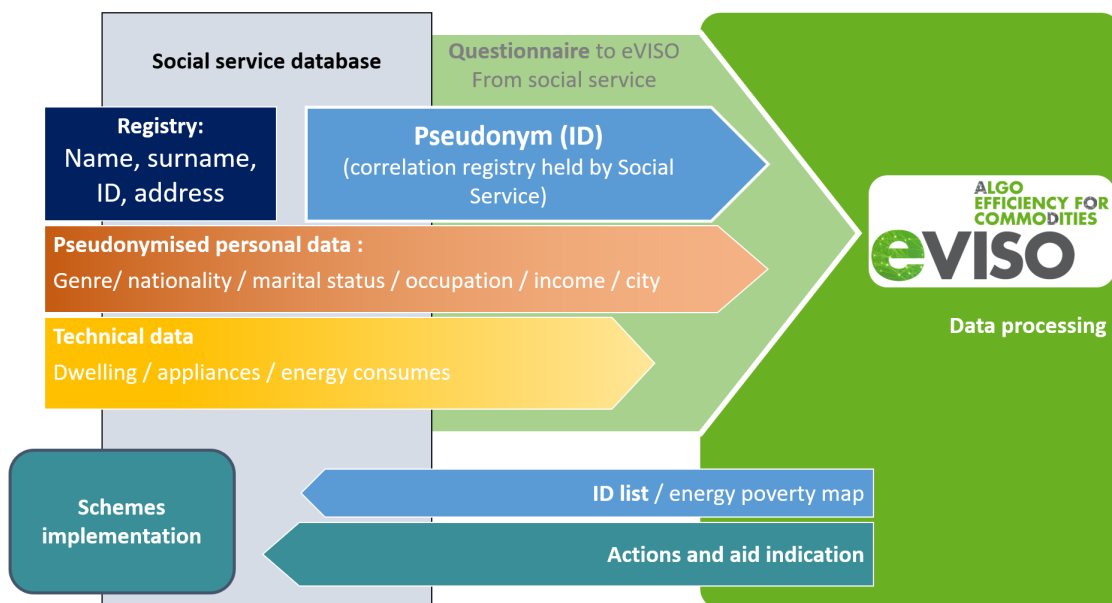 Social service database
Questionnaire to eVISO
From social service
Registry:
Name, surname,
ID, address
Pseudonym (ID)
(correlation registry held by Social
Service)
Pseudonymised personal data :
Genre/ nationality / marital status / occupation / income / city
Technical data
Dwelling / appliances / energy consumes
ALGO
EFFICIENCY FOR
COMMODITIES
eVISO
Data processing
Schemes
implementation
ID list / energy poverty map
Actions and aid indication